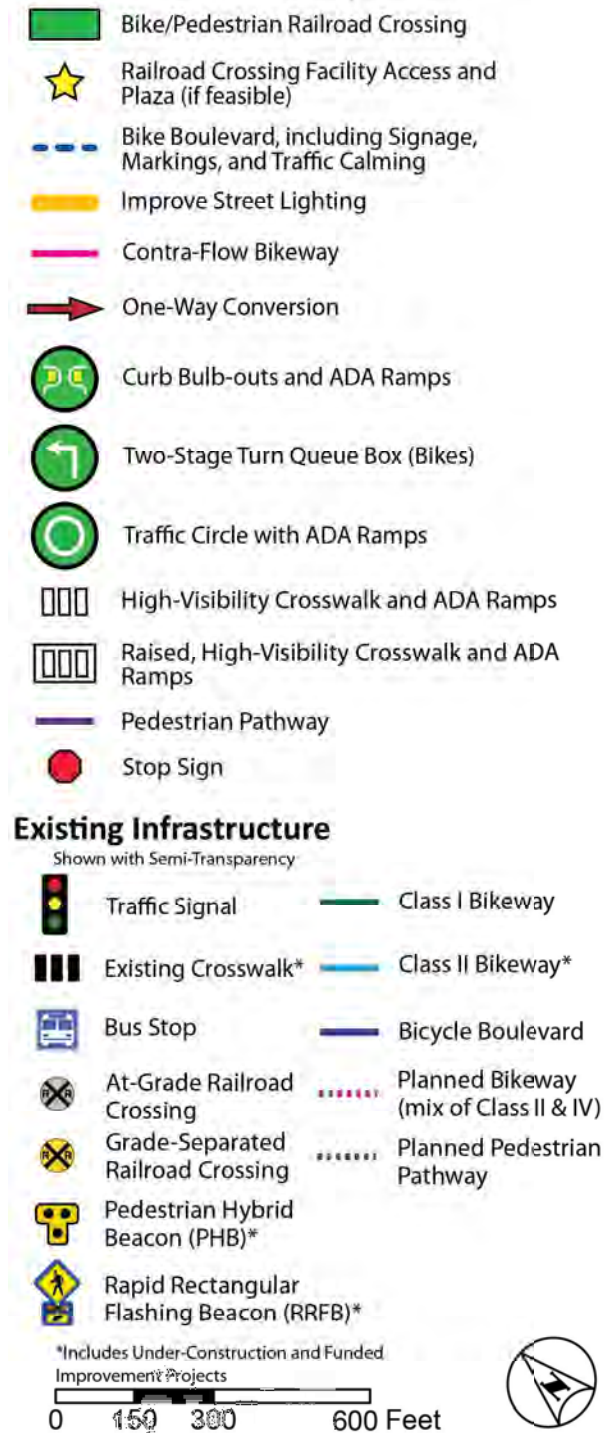 Bike/Pedestrian Railroad Crossing
Railroad Crossing Facility Access and
Plaza (if feasible)
Bike Boulevard, including Signage,
Markings, and Traffic Calming
Improve Street Lighting
Contra-Flow Bikeway
One-Way Conversion
Curb Bulb-outs and ADA Ramps
Two-Stage Turn Queue Box (Bikes)
Traffic Circle with ADA Ramps
High-Visibility Crosswalk and ADA Ramps
Raised, High-Visibility Crosswalk and ADA
Ramps
Pedestrian Pathway
Stop Sign
Existing Infrastructure
Shown with Semi-Transparency
Traffic Signal
Existing Crosswalk*
Bus Stop
At-Grade Railroad
Crossing
Grade-Separated
Railroad Crossing
Pedestrian Hybrid
Beacon (PHB)*
Rapid Rectangular
Flashing Beacon (RRFB)*
Class I Bikeway
Class II Bikeway*
Bicycle Boulevard
Planned Bikeway
(mix of Class II & IV)
Planned Pedestrian
Pathway
*Includes Under-Construction and Funded
Improvement Projects
0 150 300 600 Feet
N